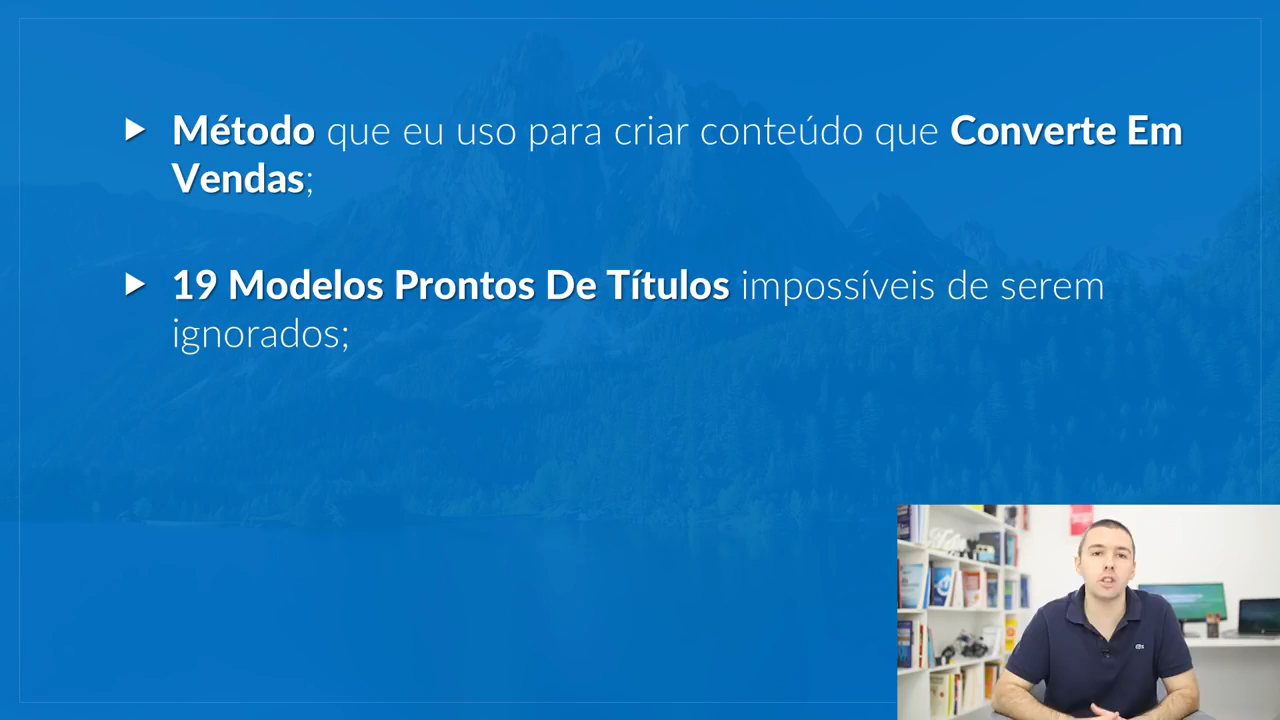 Método que eu uso para criar conteúdo que Converte Em
Vendas;
19 Modelos Prontos De Títulos impossíveis de serem
ignorados;